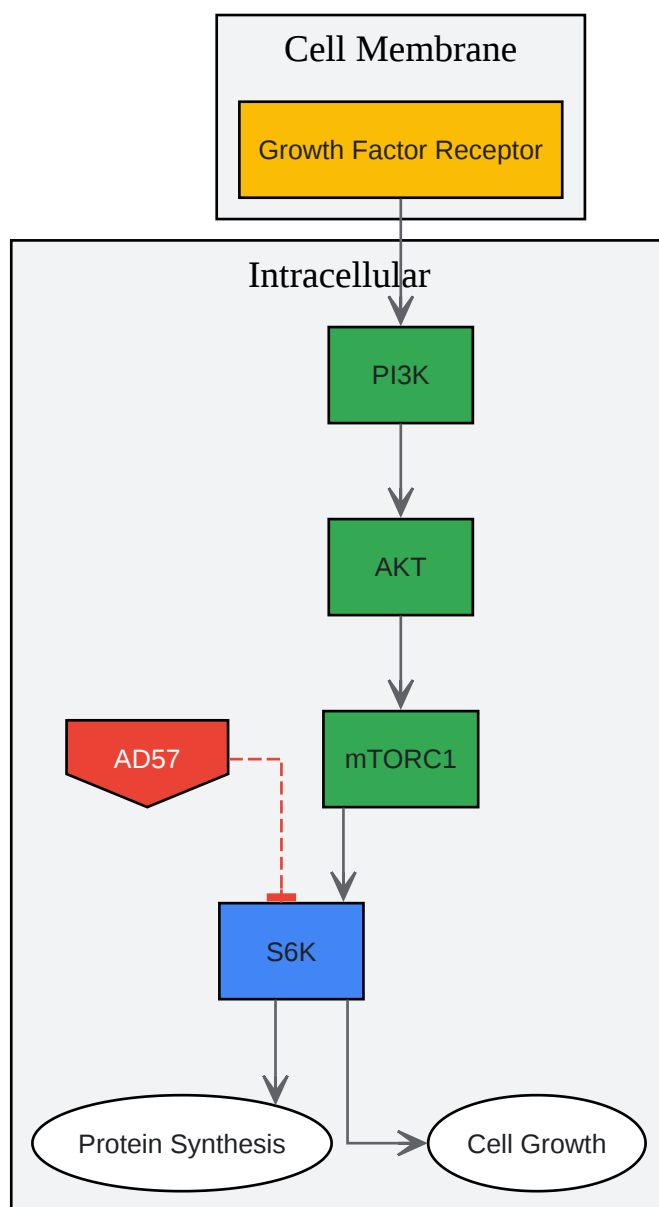 Cell Membrane
Growth Factor Receptor
Intracellular
PI3K
AKT
AD57
mTORC1
S6K
Protein Synthesis
Cell Growth